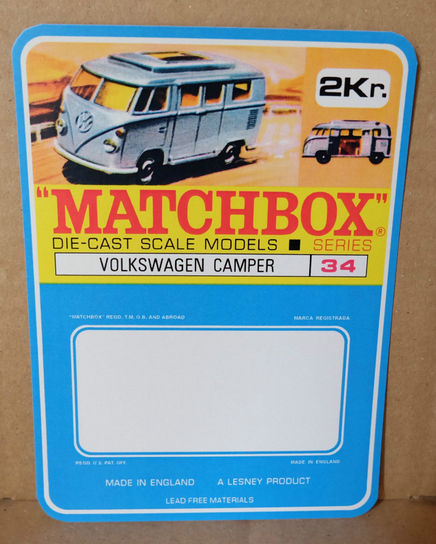 2Kr.
"MATCHBOX"®
DIE-CAST SCALE MODELS ■ SERIES
VOLKSWAGEN CAMPER 34
"MATCHBOX" REGD. T.M. G.B. AND ABROAD MARCA REGISTRADA
REGD. U.S. PAT. OFF. MADE IN ENGLAND
MADE IN ENGLAND A LESNEY PRODUCT
LEAD FREE MATERIALS